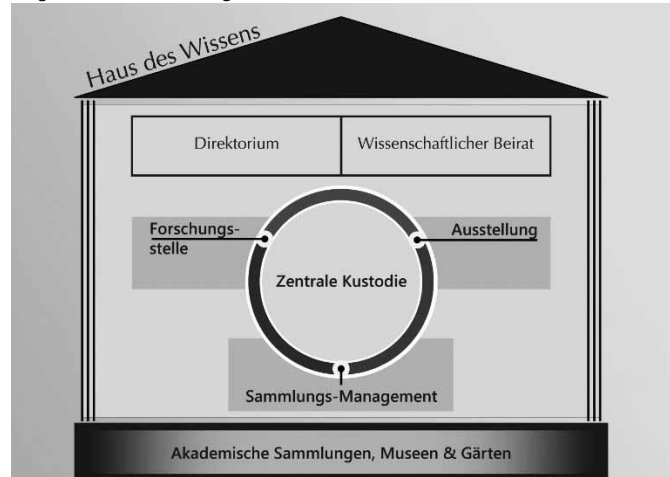 Haus des Wissens
Direktorium
Wissenschaftlicher Beirat
Forschungs-
stelle
Ausstellung
Zentrale Kustodie
Sammlungs-Management
Akademische Sammlungen, Museen & Gärten